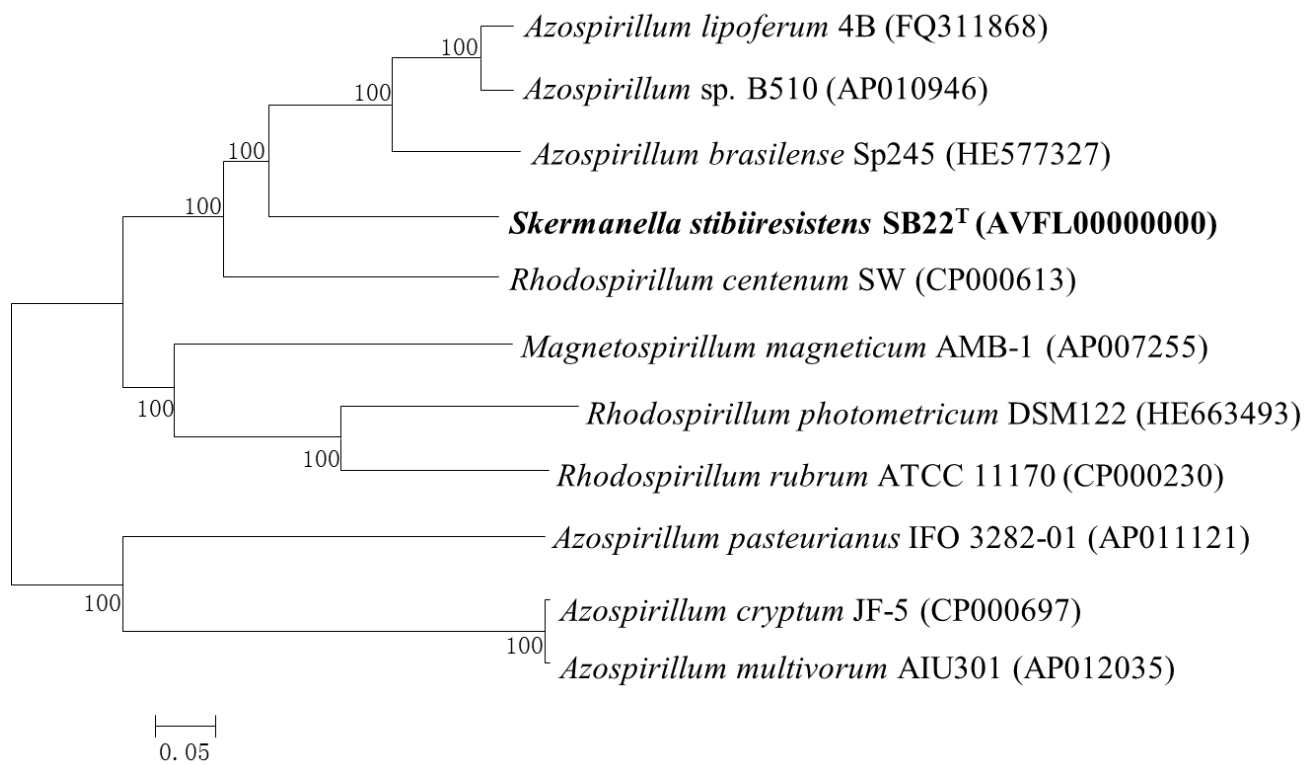 Azospirillum lipoferum 4B (FQ311868)
100
Azospirillum sp. B510 (AP010946)
100
Azospirillum brasilense Sp245 (HE577327)
100
100
Skermanella stibiiresistens SB22ᵀ (AVFL00000000)
Rhodospirillum centenum SW (CP000613)
Magnetospirillum magneticum AMB-1 (AP007255)
100
Rhodospirillum photometricum DSM122 (HE663493)
100
Rhodospirillum rubrum ATCC 11170 (CP000230)
Azospirillum pasteurianus IFO 3282-01 (AP011121)
100
Azospirillum cryptum JF-5 (CP000697)
100
Azospirillum multivorum AIU301 (AP012035)
0.05